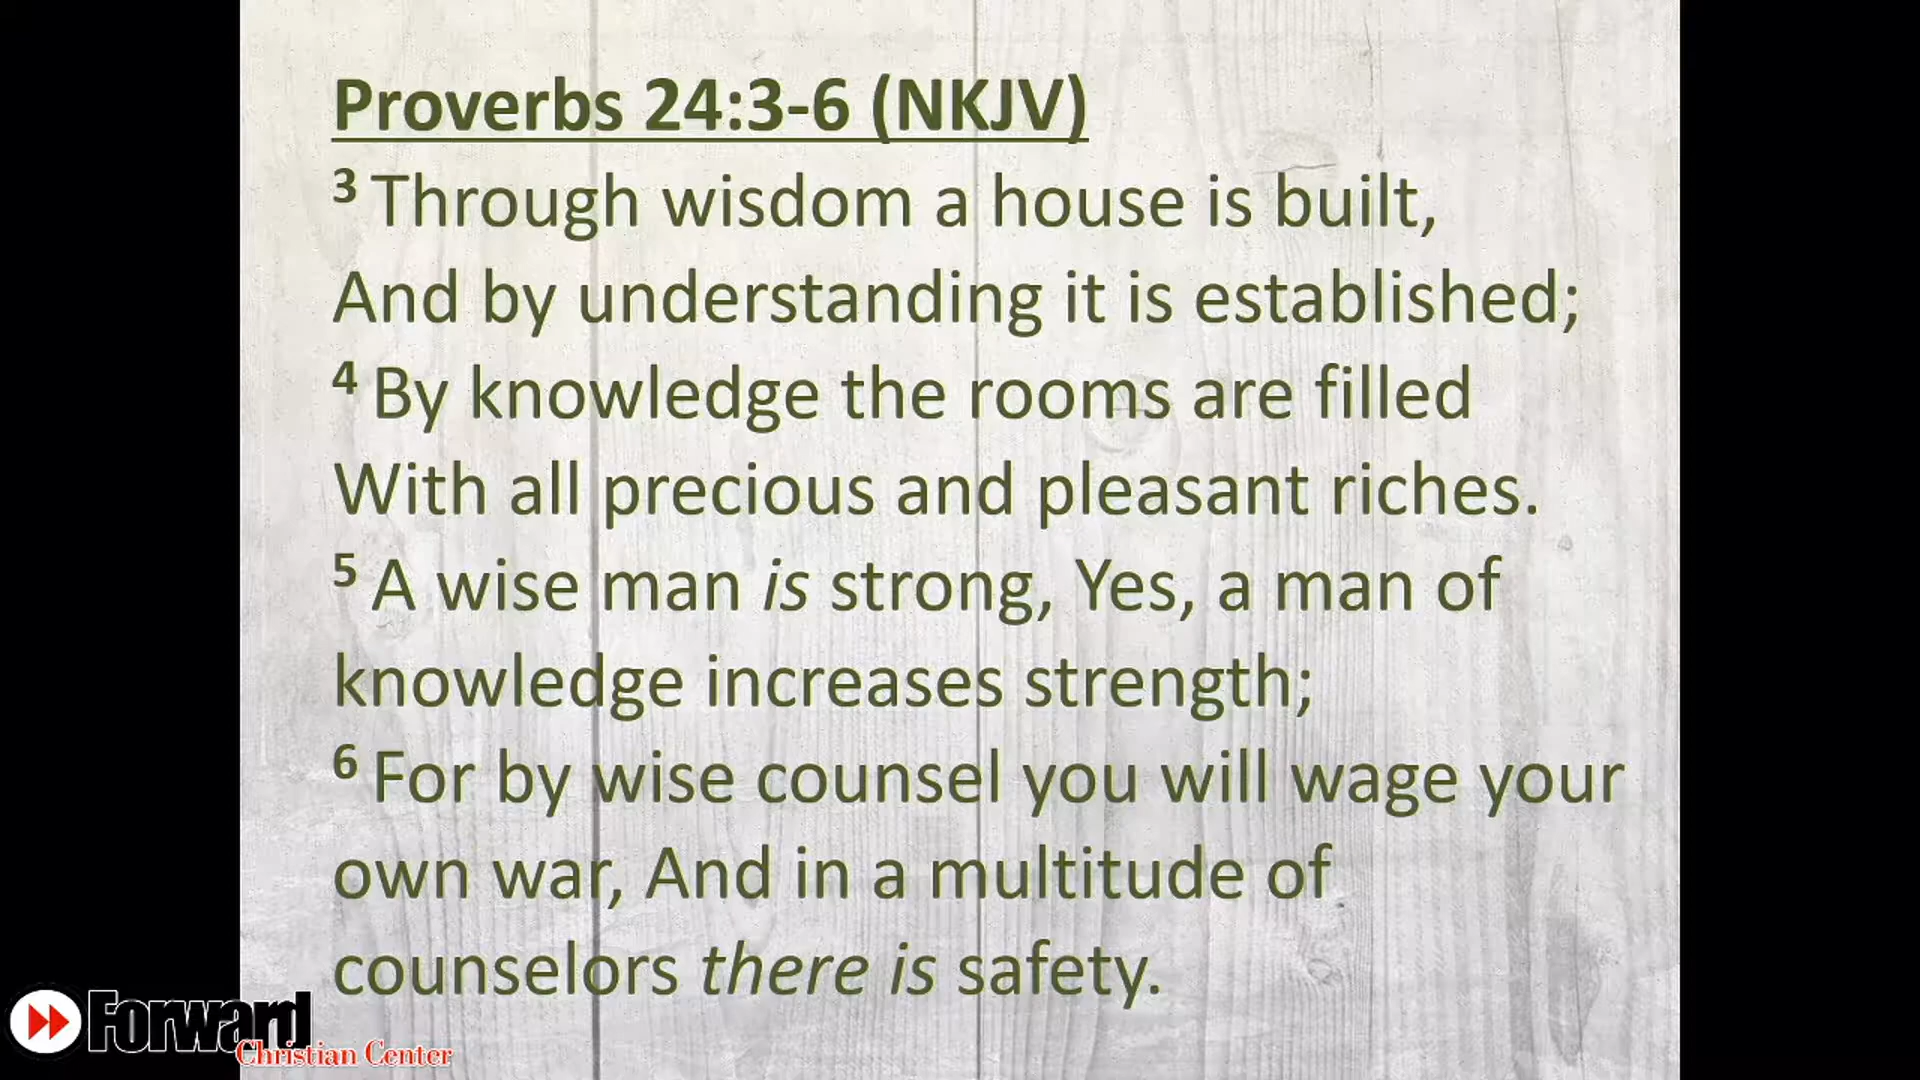 Proverbs 24:3-6 (NKJV)
3 Through wisdom a house is built,
And by understanding it is established;
4 By knowledge the rooms are filled
With all precious and pleasant riches.
5 A wise man is strong, Yes, a man of
knowledge increases strength;
6 For by wise counsel you will wage your
own war, And in a multitude of
counselors there is safety.
Forward
Christian Center